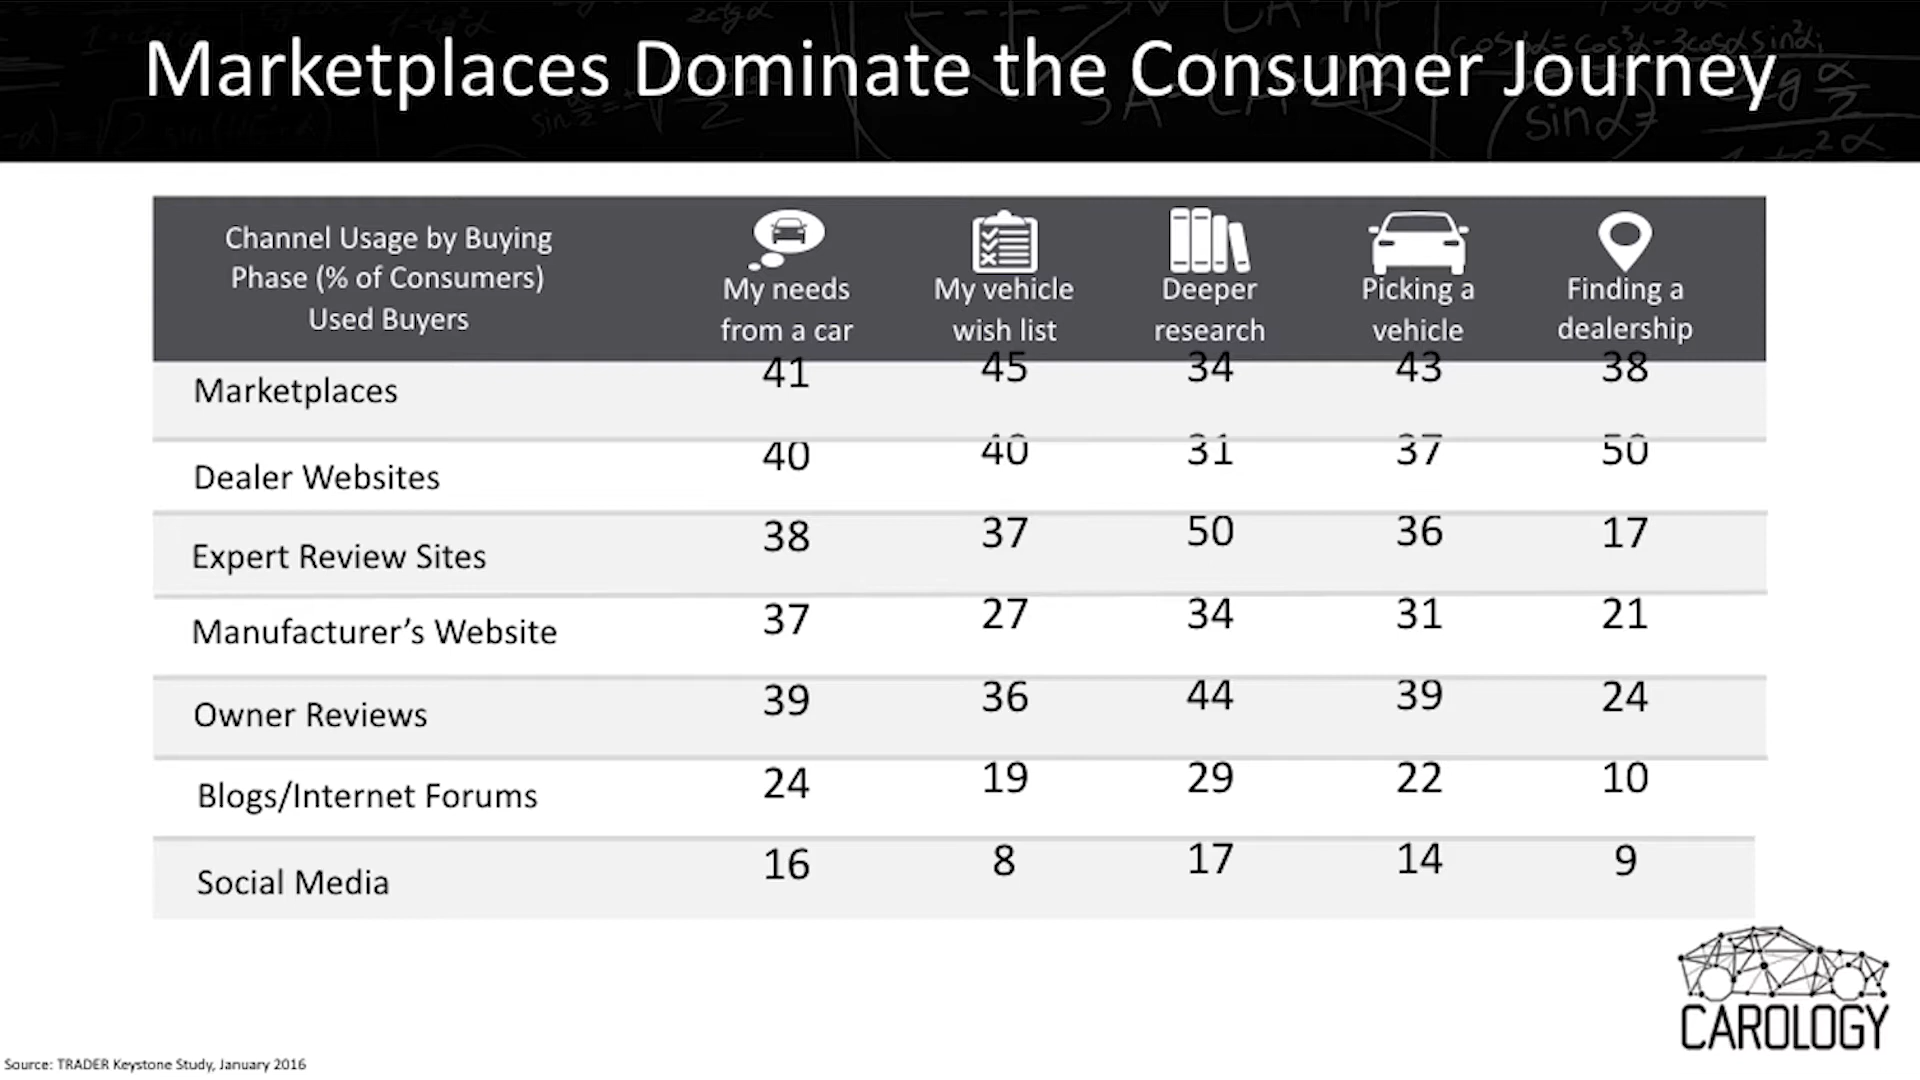 Marketplaces Dominate the Consumer Journey
Channel Usage by Buying
Phase (% of Consumers)
Used Buyers
My needs
from a car
My vehicle
wish list
Deeper
research
Picking a
vehicle
Finding a
dealership
Marketplaces 41 45 34 43 38
Dealer Websites 40 40 31 37 50
Expert Review Sites 38 37 50 36 17
Manufacturer’s Website 37 27 34 31 21
Owner Reviews 39 36 44 39 24
Blogs/Internet Forums 24 19 29 22 10
Social Media 16 8 17 14 9
CAROLOGY
Source: TRADER Keystone Study, January 2016